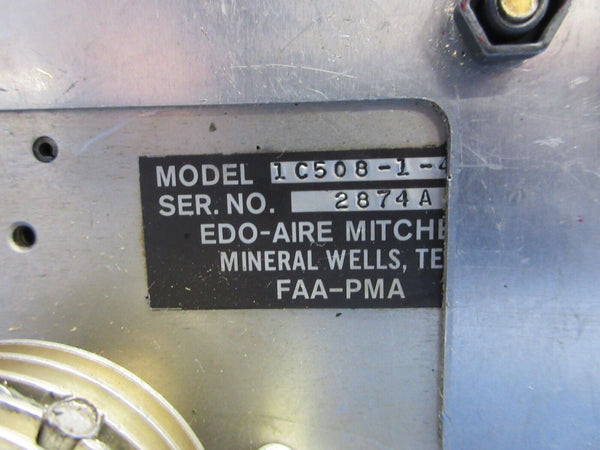 MODEL 1C508-1-4
SER. NO. 2874A
EDO-AIRE MITCHE
MINERAL WELLS, TE
FAA-PMA